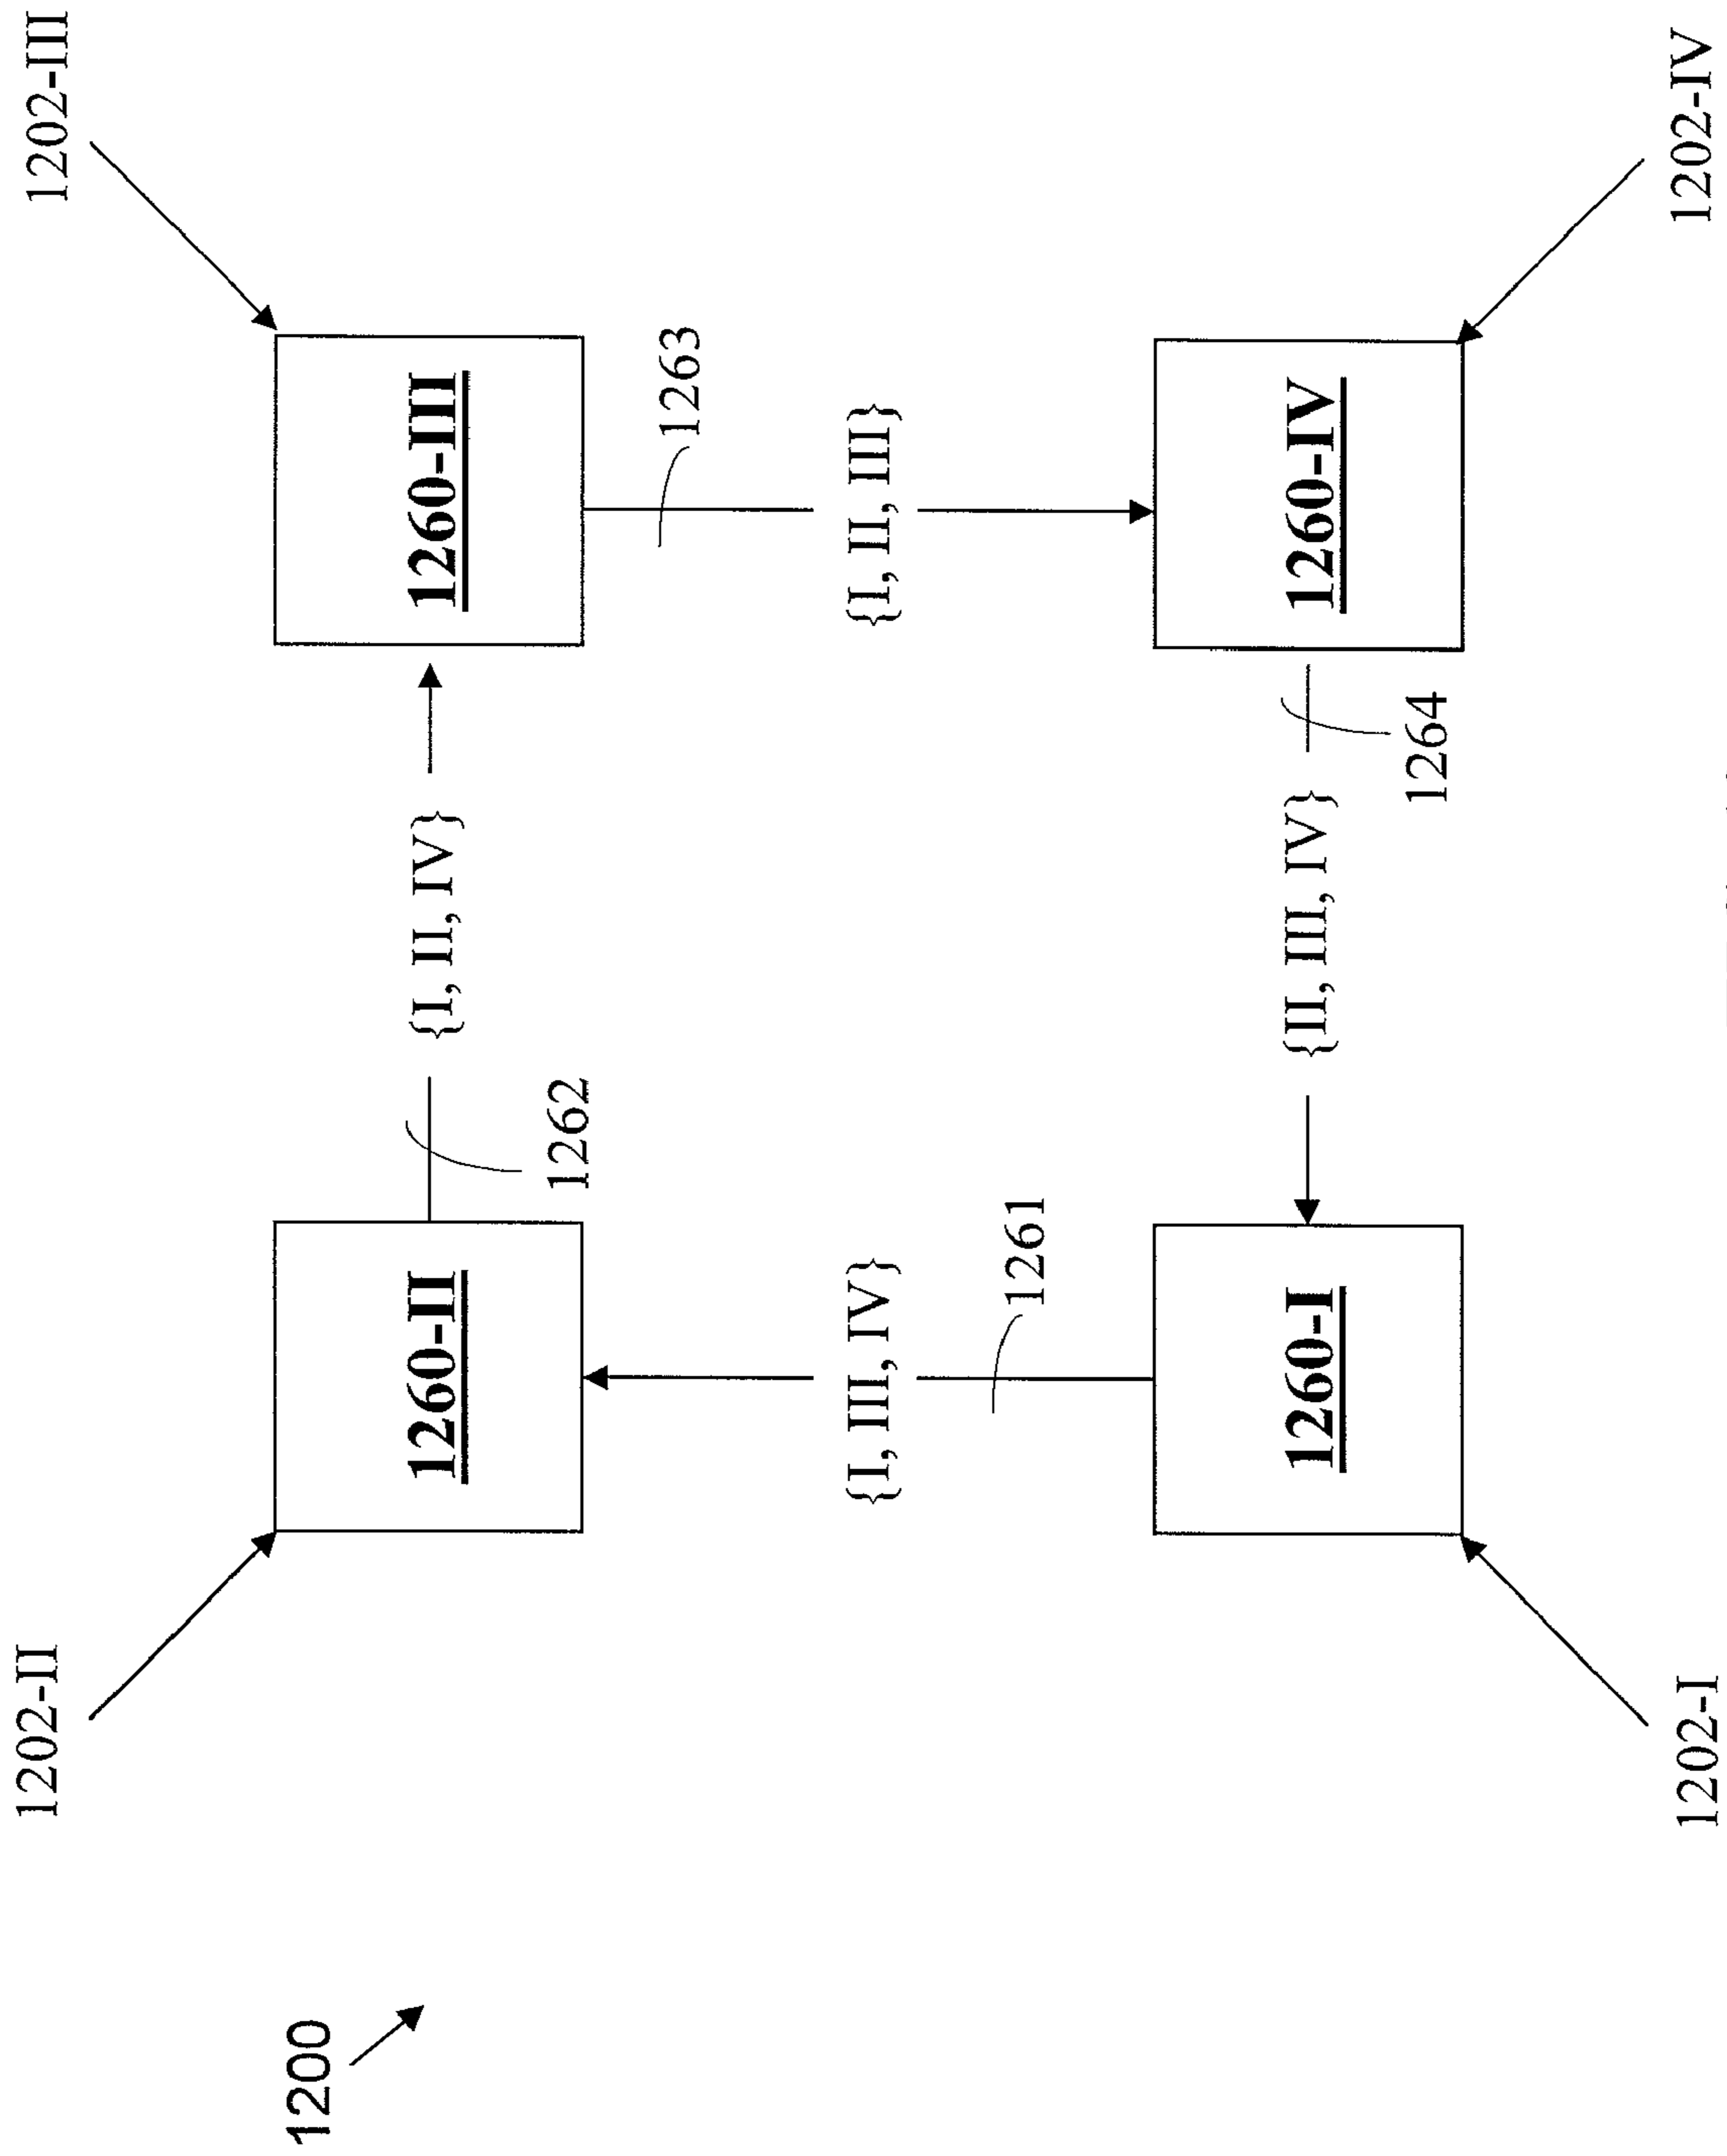 1200
1202-II
1202-III
1260-II
{I, II, IV}
1260-III
1262
1263
{I, III, IV}
{I, II, III}
1261
1260-I
{II, III, IV}
1260-IV
1264
1202-I
1202-IV